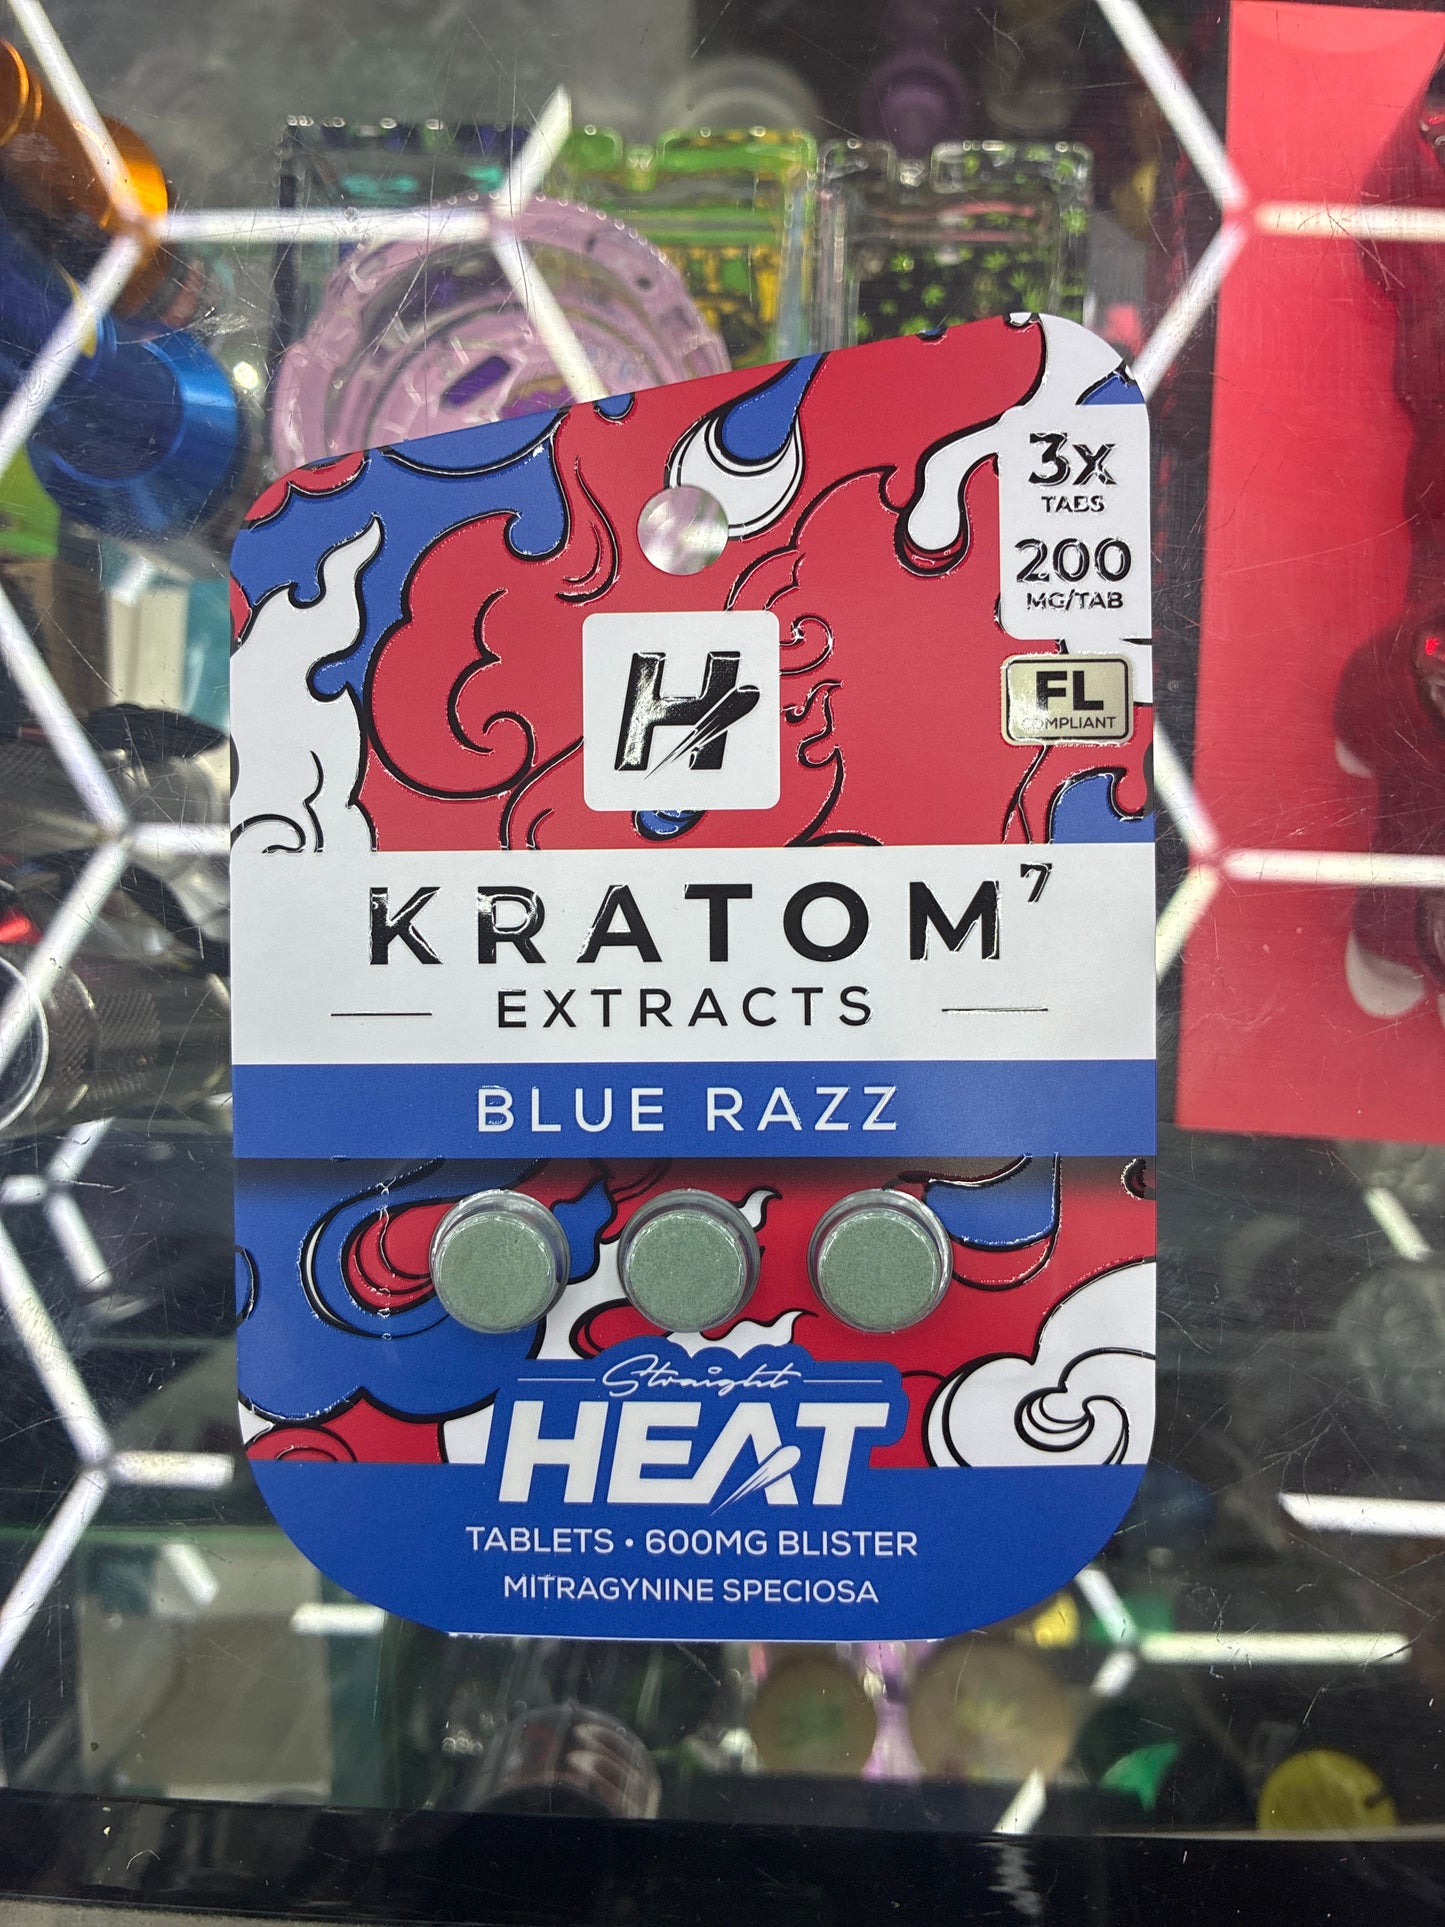 3X
TABS
200
MG/TAB
FL
COMPLIANT
H
KRATOM⁷
EXTRACTS
BLUE RAZZ
Straight
HEAT
TABLETS • 600MG BLISTER
MITRAGYNINE SPECIOSA